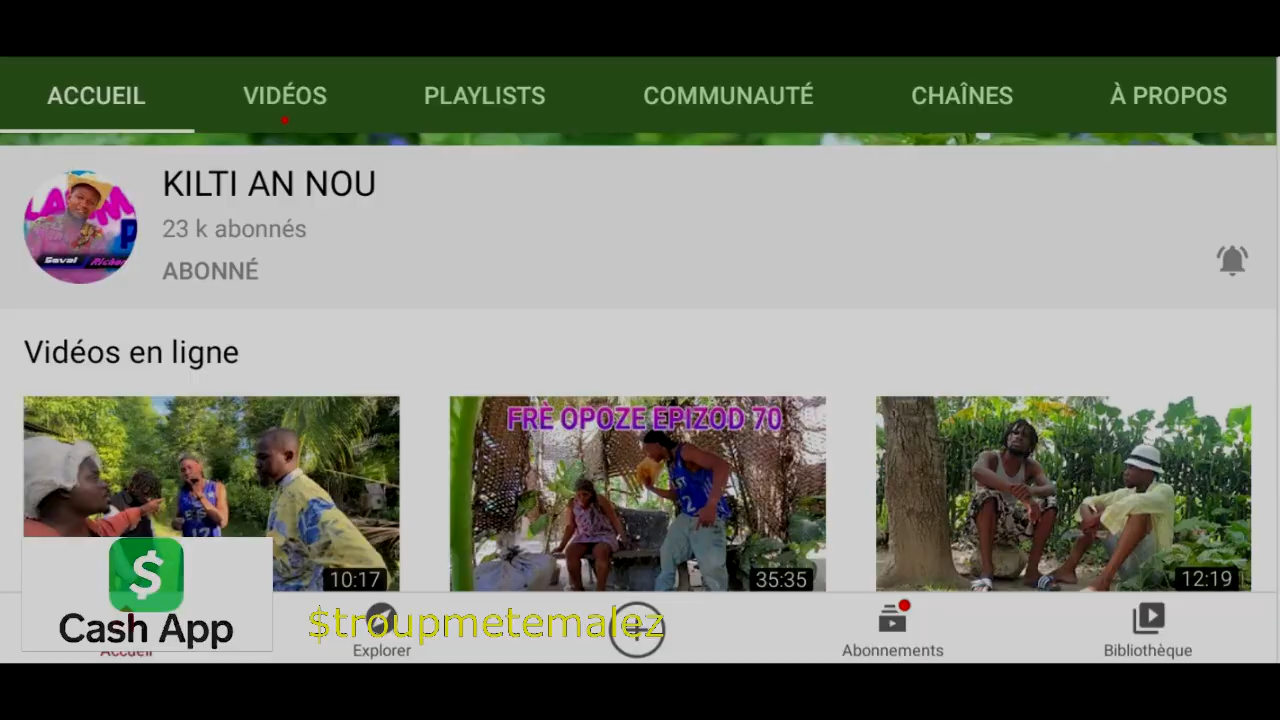 ACCUEIL VIDÉOS PLAYLISTS COMMUNAUTÉ CHAÎNES À PROPOS
KILTI AN NOU
23 k abonnés
ABONNÉ
Vidéos en ligne
FRÈ OPOZE EPIZOD 70
10:17 35:35 12:19
$
Cash App
$troupmetemalez
Accueil Explorer Abonnements Bibliothèque